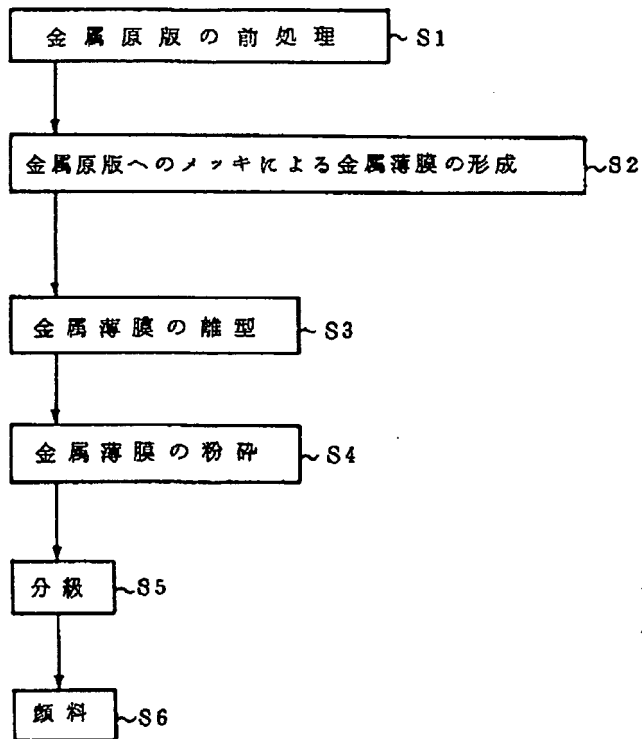 金属原版の前処理 ~S1
金属原版へのメッキによる金属薄膜の形成 ~S2
金属薄膜の離型 ~S3
金属薄膜の粉砕 ~S4
分級 ~S5
顔料 ~S6